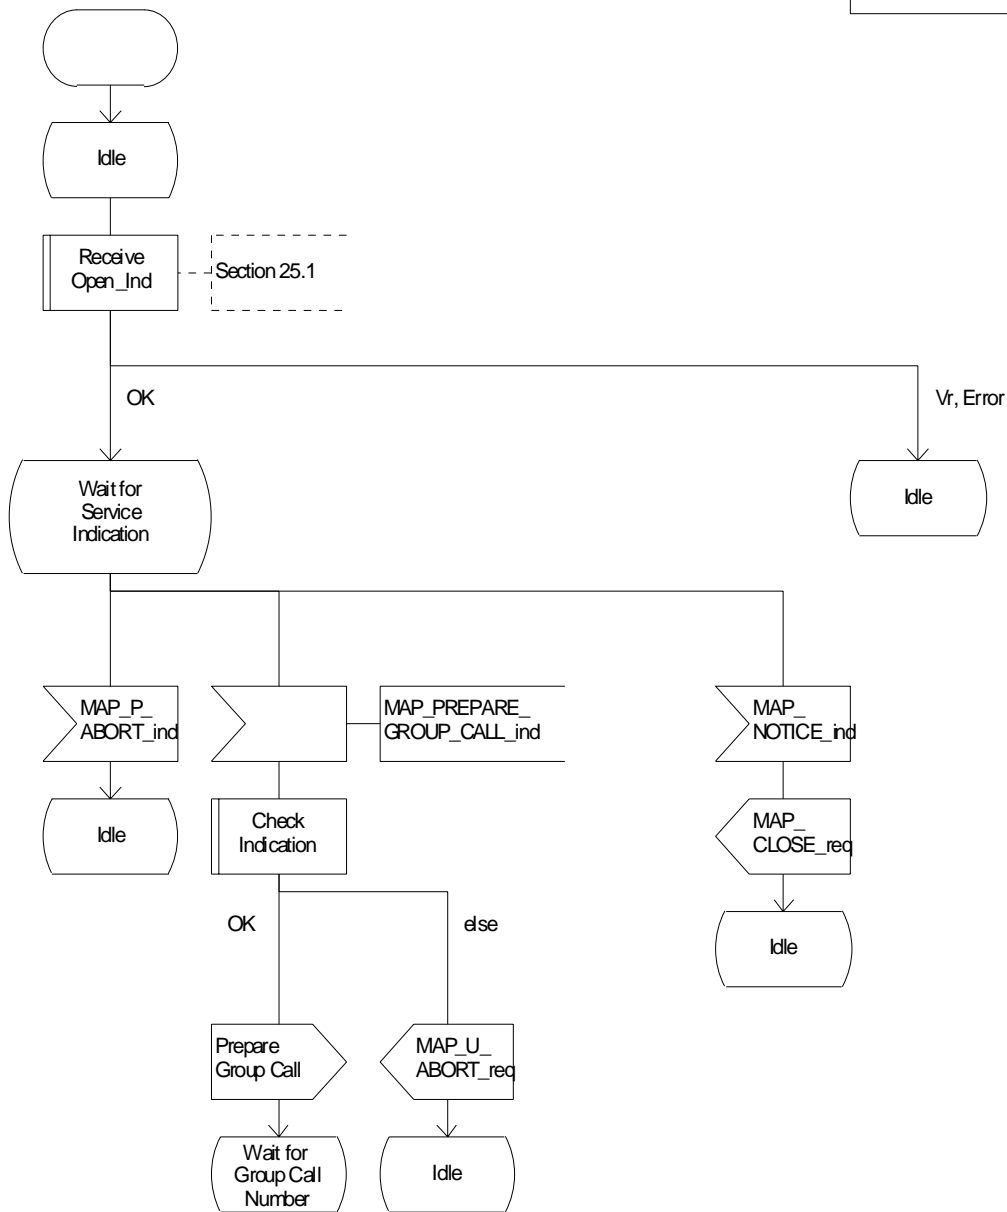 Idle
Receive
Open_Ind
Section 25.1
OK
Vr, Error
Wait for
Service
Indication
Idle
MAP_P_
ABORT_ind
MAP_PREPARE_
GROUP_CALL_ind
MAP_
NOTICE_ind
Idle
Check
Indication
MAP_
CLOSE_req
OK
else
Idle
Prepare
Group Call
MAP_U_
ABORT_req
Wait for
Group Call
Number
Idle